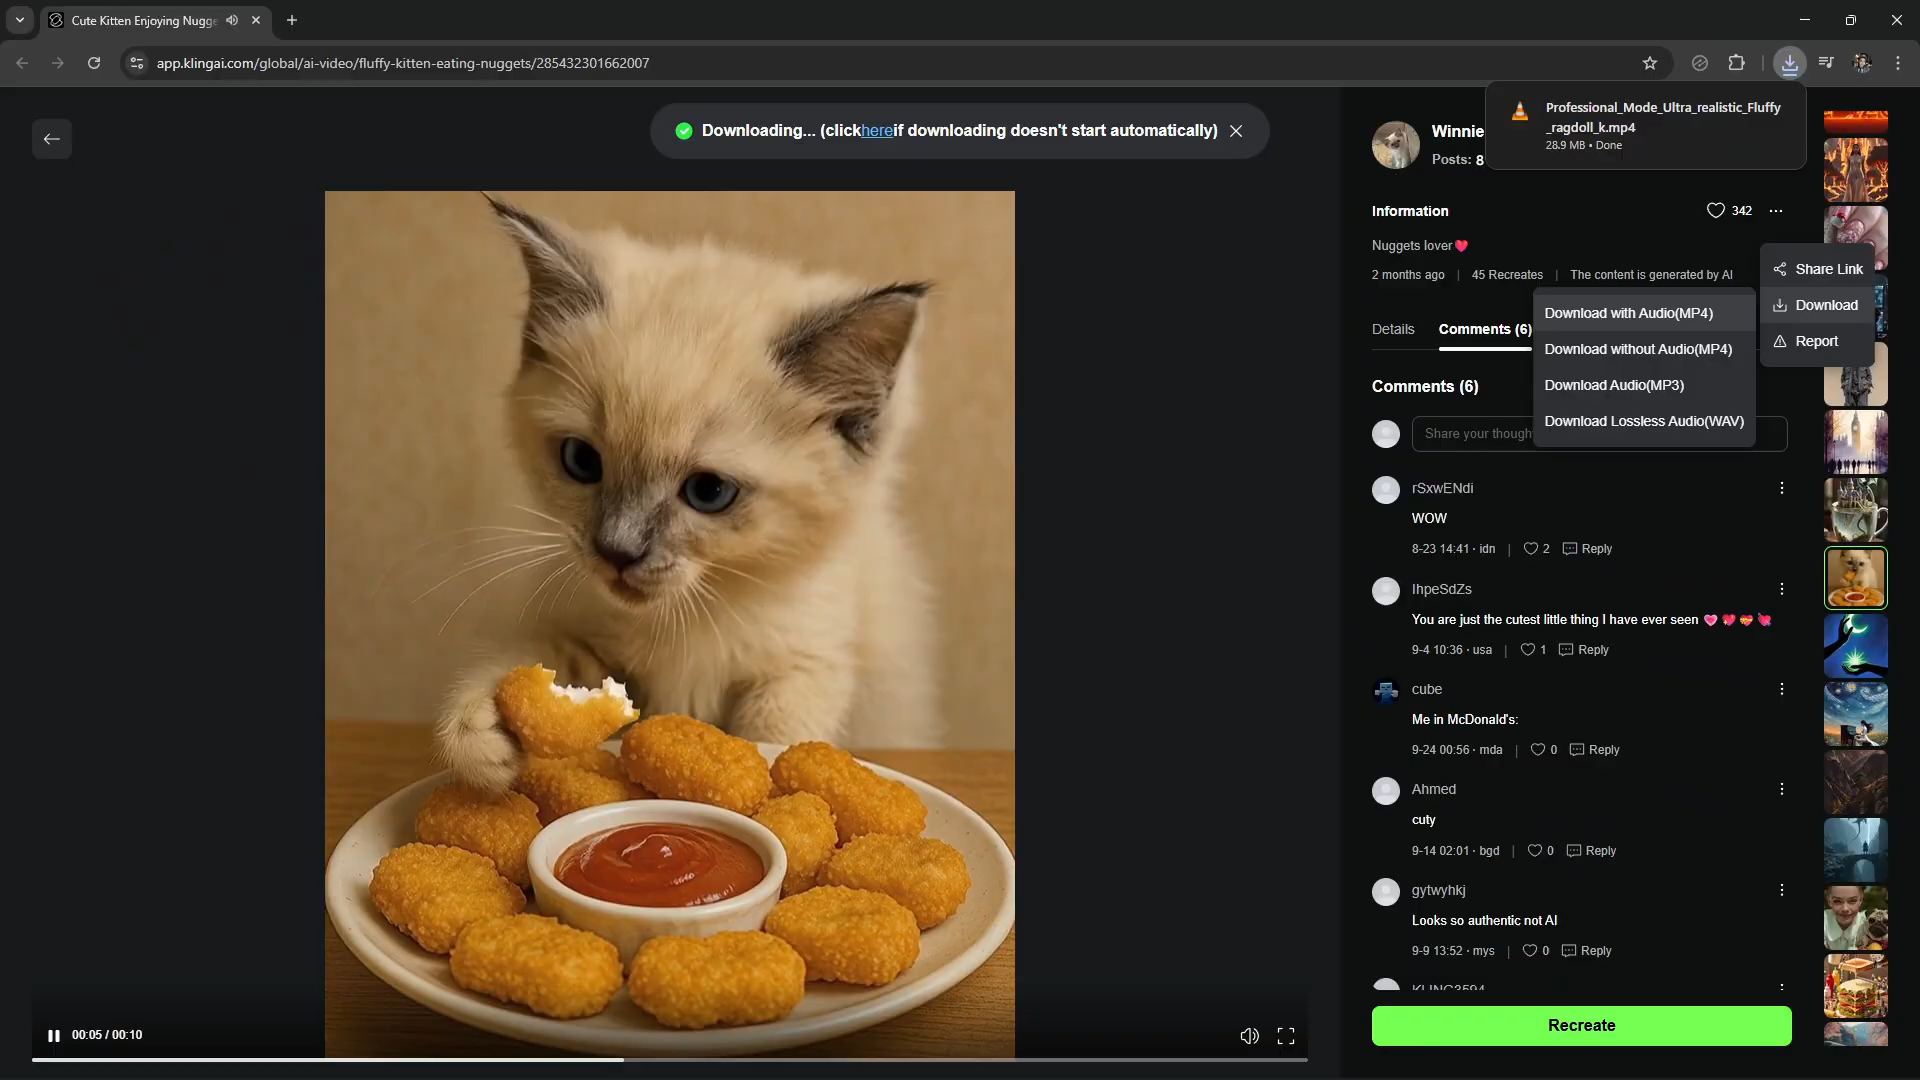 Cute Kitten Enjoying Nugge
app.klingai.com/global/ai-video/fluffy-kitten-eating-nuggets/285432301662007
Downloading... (clickhereif downloading doesn't start automatically)
Professional_Mode_Ultra_realistic_Fluffy
_ragdoll_k.mp4
28.9 MB • Done
Winnie
Posts: 8
Information
342
Nuggets lover❤️
2 months ago | 45 Recreates | The content is generated by AI
Share Link
Download
Report
Download with Audio(MP4)
Download without Audio(MP4)
Download Audio(MP3)
Download Lossless Audio(WAV)
Details
Comments (6)
Comments (6)
Share your though
rSxwENdi
WOW
8-23 14:41 · idn | 2 Reply
IhpeSdZs
You are just the cutest little thing I have ever seen 💗💖💝💘
9-4 10:36 · usa | 1 Reply
cube
Me in McDonald's:
9-24 00:56 · mda | 0 Reply
Ahmed
cuty
9-14 02:01 · bgd | 0 Reply
gytwyhkj
Looks so authentic not AI
9-9 13:52 · mys | 0 Reply
00:05 / 00:10
Recreate